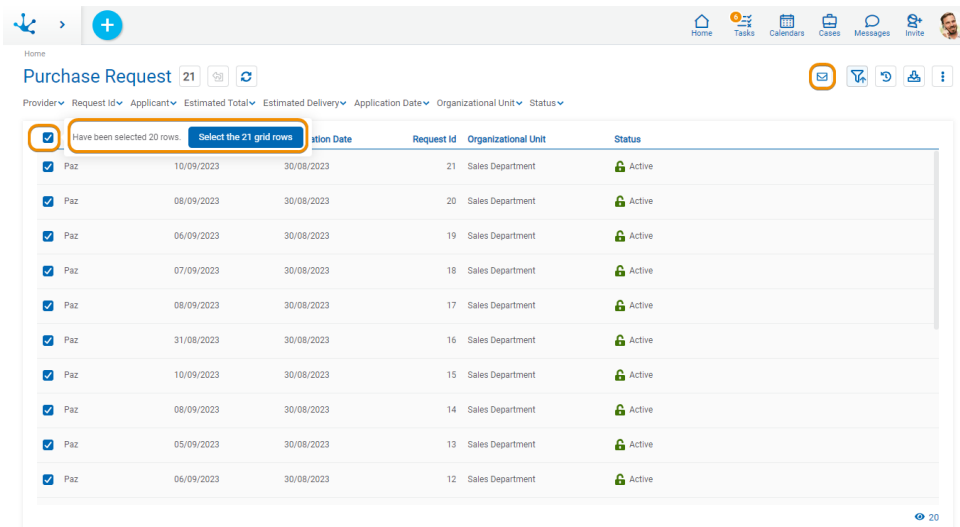 6
Home Tasks Calendars Cases Messages Invite
Home
Purchase Request 21
Provider Request Id Applicant Estimated Total Estimated Delivery Application Date Organizational Unit Status
Have been selected 20 rows. Select the 21 grid rows ation Date Request Id Organizational Unit Status
Paz 10/09/2023 30/08/2023 21 Sales Department Active
Paz 08/09/2023 30/08/2023 20 Sales Department Active
Paz 06/09/2023 30/08/2023 19 Sales Department Active
Paz 07/09/2023 30/08/2023 18 Sales Department Active
Paz 08/09/2023 30/08/2023 17 Sales Department Active
Paz 31/08/2023 30/08/2023 16 Sales Department Active
Paz 10/09/2023 30/08/2023 15 Sales Department Active
Paz 08/09/2023 30/08/2023 14 Sales Department Active
Paz 05/09/2023 30/08/2023 13 Sales Department Active
Paz 06/09/2023 30/08/2023 12 Sales Department Active
20